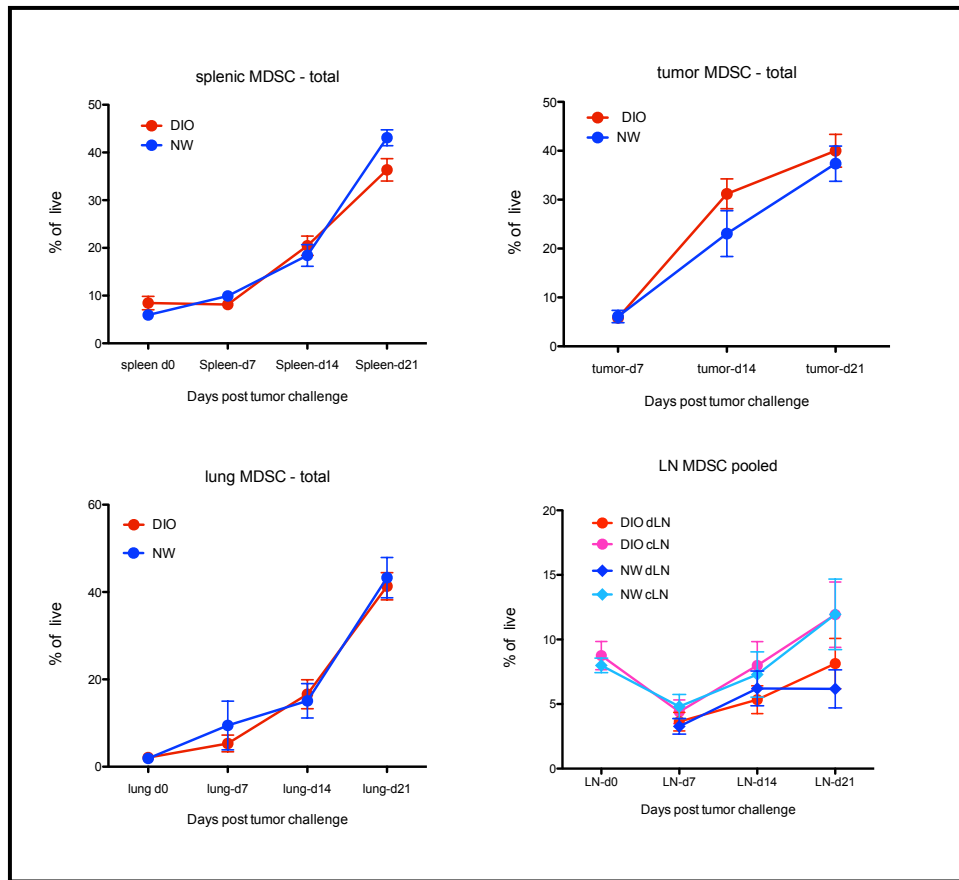 splenic MDSC - total
DIO
NW
% of live
50
40
30
20
10
0
spleen d0 Spleen-d7 Spleen-d14 Spleen-d21
Days post tumor challenge
tumor MDSC - total
DIO
NW
% of live
50
40
30
20
10
0
tumor-d7 tumor-d14 tumor-d21
Days post tumor challenge
lung MDSC - total
DIO
NW
% of live
60
40
20
0
lung d0 lung-d7 lung-d14 lung-d21
Days post tumor challenge
LN MDSC pooled
DIO dLN
DIO cLN
NW dLN
NW cLN
% of live
20
15
10
5
0
LN-d0 LN-d7 LN-d14 LN-d21
Days post tumor challenge